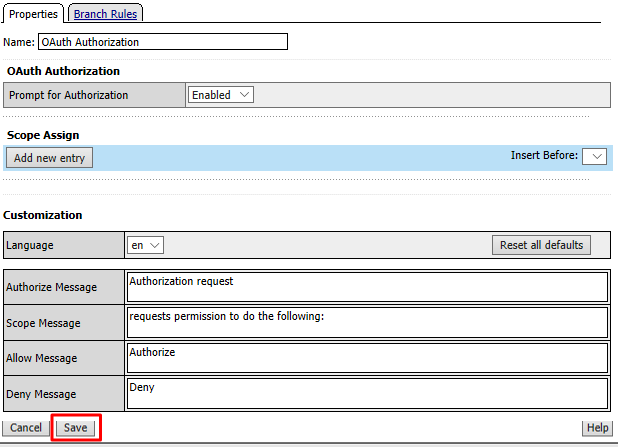 Properties Branch Rules
Name: OAuth Authorization
OAuth Authorization
Prompt for Authorization Enabled
Scope Assign
Add new entry Insert Before:
Customization
Language en Reset all defaults
Authorize Message Authorization request
Scope Message requests permission to do the following:
Allow Message Authorize
Deny Message Deny
Cancel Save Help